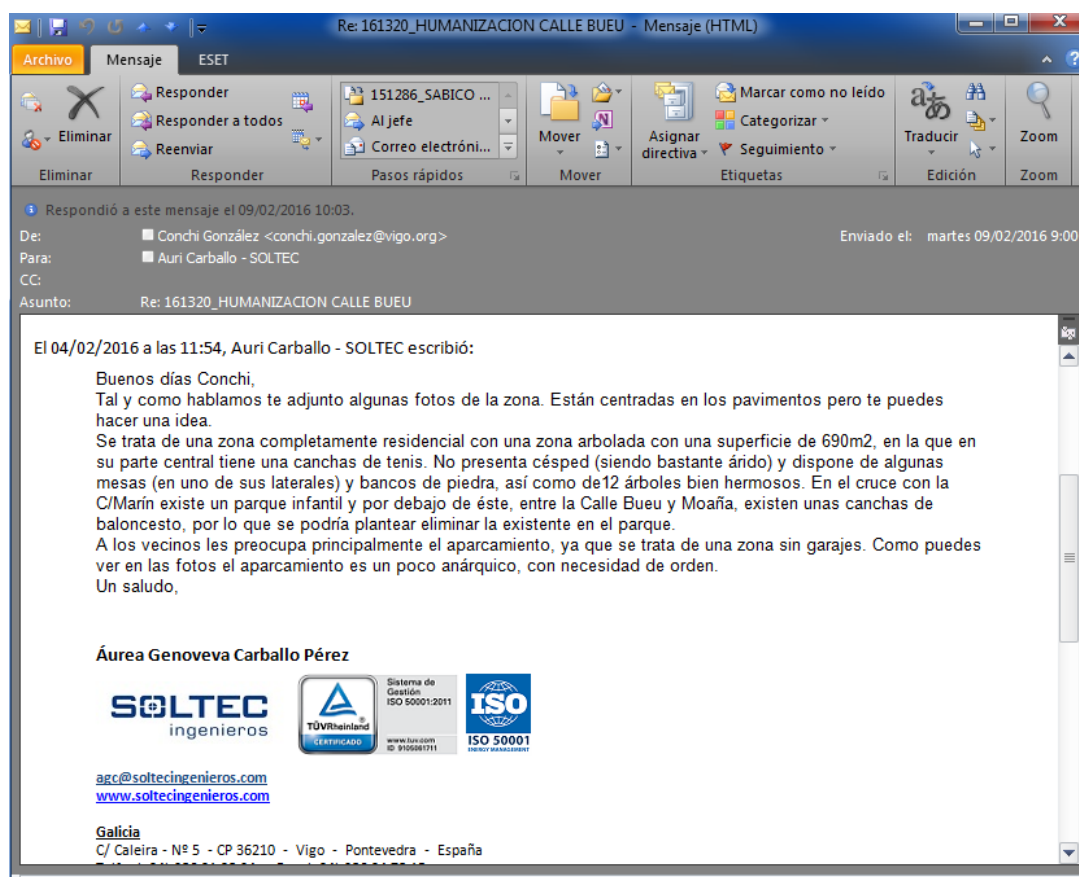 Re: 161320_HUMANIZACION CALLE BUEU - Mensaje (HTML)
Archivo Mensaje ESET
Eliminar
Responder
Responder a todos
Reenviar
151286_SABICO ...
Al jefe
Correo electróni...
Mover
Asignar directiva
Marcar como no leído
Categorizar
Seguimiento
Traducir
Zoom
Eliminar Responder Pasos rápidos Mover Etiquetas Edición Zoom
Respondió a este mensaje el 09/02/2016 10:03.
De: Conchi González <conchi.gonzalez@vigo.org> Enviado el: martes 09/02/2016 9:00
Para: Auri Carballo - SOLTEC
CC:
Asunto: Re: 161320_HUMANIZACION CALLE BUEU
El 04/02/2016 a las 11:54, Auri Carballo - SOLTEC escribió:
Buenos días Conchi,
Tal y como hablamos te adjunto algunas fotos de la zona. Están centradas en los pavimentos pero te puedes
hacer una idea.
Se trata de una zona completamente residencial con una zona arbolada con una superficie de 690m2, en la que en
su parte central tiene una canchas de tenis. No presenta césped (siendo bastante árido) y dispone de algunas
mesas (en uno de sus laterales) y bancos de piedra, así como de12 árboles bien hermosos. En el cruce con la
C/Marín existe un parque infantil y por debajo de éste, entre la Calle Bueu y Moaña, existen unas canchas de
baloncesto, por lo que se podría plantear eliminar la existente en el parque.
A los vecinos les preocupa principalmente el aparcamiento, ya que se trata de una zona sin garajes. Como puedes
ver en las fotos el aparcamiento es un poco anárquico, con necesidad de orden.
Un saludo,
Áurea Genoveva Carballo Pérez
SOLTEC
ingenieros
TÜVRheinland
CERTIFICADO
Sistema de
Gestión
ISO 50001:2011
www.tuv.com
ID 9105081711
ISO
ISO 50001
ENERGY MANAGEMENT
agc@soltecingenieros.com
www.soltecingenieros.com
Galicia
C/ Caleira - Nº 5 - CP 36210 - Vigo - Pontevedra - España